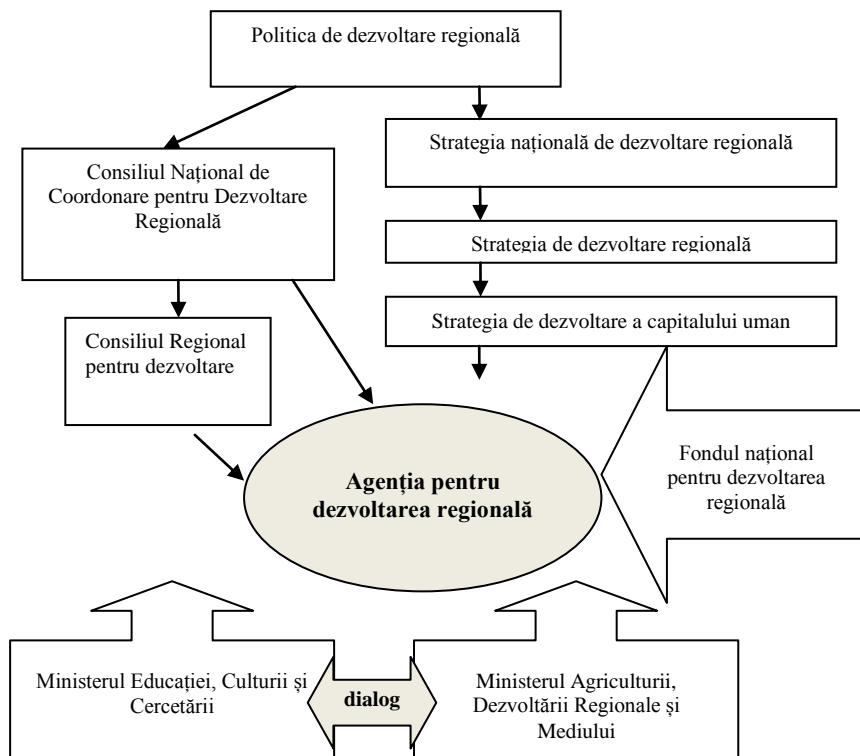 Politica de dezvoltare regională
Strategia națională de dezvoltare regională
Consiliul Național de
Coordonare pentru Dezvoltare
Regională
Strategia de dezvoltare regională
Strategia de dezvoltare a capitalului uman
Consiliul Regional
pentru dezvoltare
Fondul național
pentru dezvoltarea
regională
Agenția pentru
dezvoltarea regională
Ministerul Educației, Culturii și
Cercetării
dialog
Ministerul Agriculturii,
Dezvoltării Regionale și
Mediului